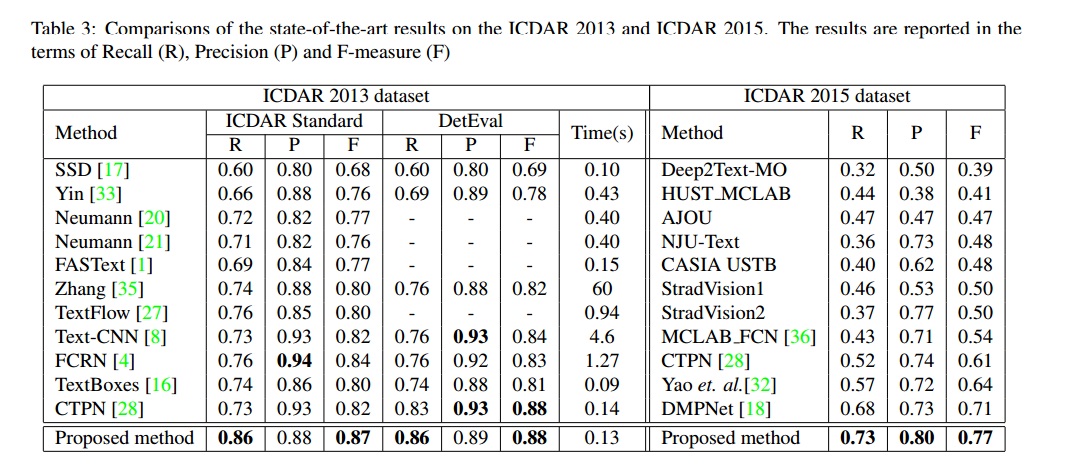 Table 3: Comparisons of the state-of-the-art results on the ICDAR 2013 and ICDAR 2015. The results are reported in the
terms of Recall (R), Precision (P) and F-measure (F)
ICDAR 2013 dataset ICDAR 2015 dataset
Method ICDAR Standard DetEval Time(s) Method R P F
R P F R P F
SSD [17] 0.60 0.80 0.68 0.60 0.80 0.69 0.10 Deep2Text-MO 0.32 0.50 0.39
Yin [33] 0.66 0.88 0.76 0.69 0.89 0.78 0.43 HUST_MCLAB 0.44 0.38 0.41
Neumann [20] 0.72 0.82 0.77 - - - 0.40 AJOU 0.47 0.47 0.47
Neumann [21] 0.71 0.82 0.76 - - - 0.40 NJU-Text 0.36 0.73 0.48
FASText [1] 0.69 0.84 0.77 - - - 0.15 CASIA USTB 0.40 0.62 0.48
Zhang [35] 0.74 0.88 0.80 0.76 0.88 0.82 60 StradVision1 0.46 0.53 0.50
TextFlow [27] 0.76 0.85 0.80 - - - 0.94 StradVision2 0.37 0.77 0.50
Text-CNN [8] 0.73 0.93 0.82 0.76 0.93 0.84 4.6 MCLAB_FCN [36] 0.43 0.71 0.54
FCRN [4] 0.76 0.94 0.84 0.76 0.92 0.83 1.27 CTPN [28] 0.52 0.74 0.61
TextBoxes [16] 0.74 0.86 0.80 0.74 0.88 0.81 0.09 Yao et. al.[32] 0.57 0.72 0.64
CTPN [28] 0.73 0.93 0.82 0.83 0.93 0.88 0.14 DMPNet [18] 0.68 0.73 0.71
Proposed method 0.86 0.88 0.87 0.86 0.89 0.88 0.13 Proposed method 0.73 0.80 0.77